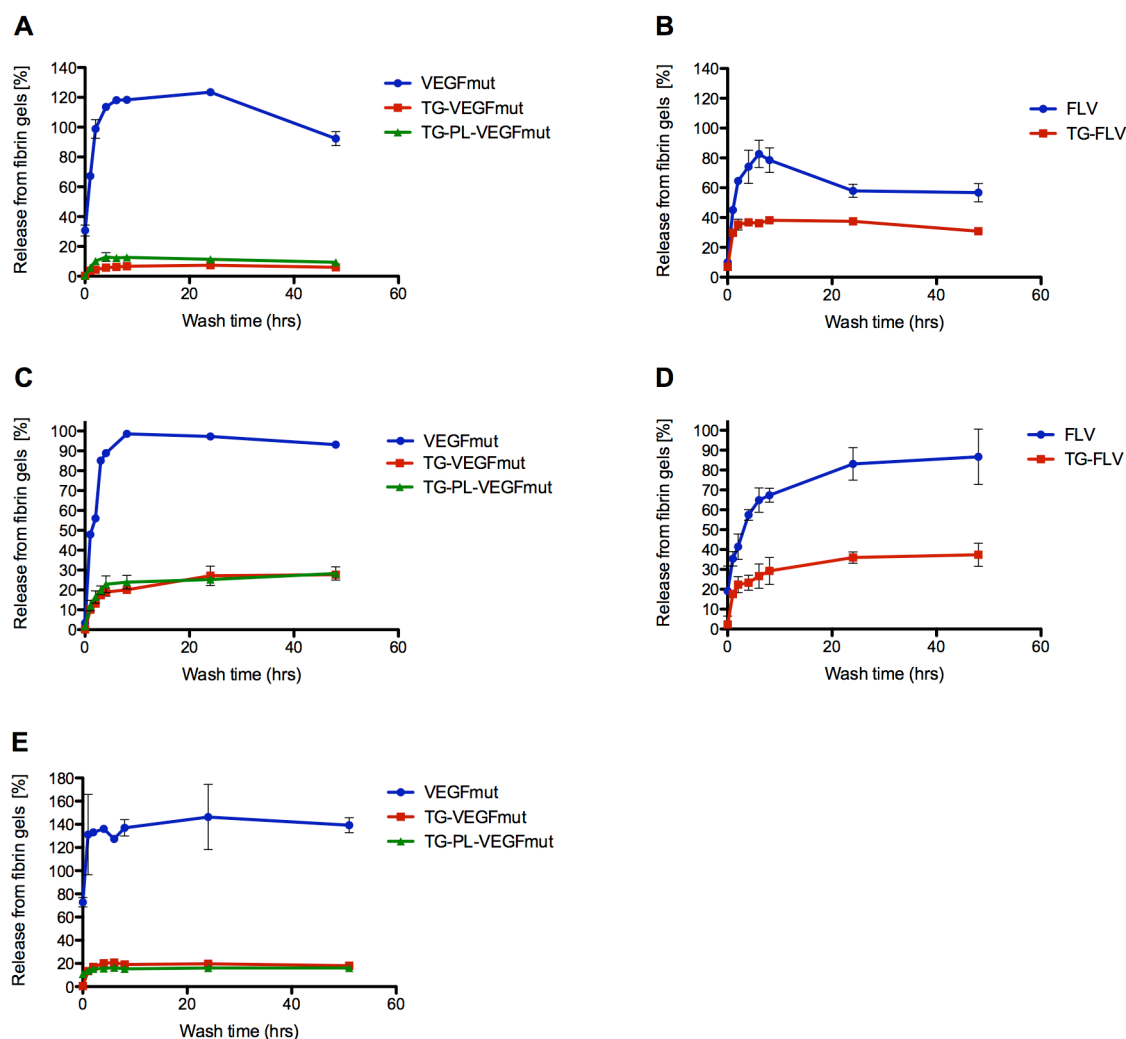 A
Release from fibrin gels [%]
140
120
100
80
60
40
20
0
0 20 40 60
Wash time (hrs)
VEGFmut
TG-VEGFmut
TG-PL-VEGFmut
B
Release from fibrin gels [%]
140
120
100
80
60
40
20
0
0 20 40 60
Wash time (hrs)
FLV
TG-FLV
C
Release from fibrin gels [%]
100
90
80
70
60
50
40
30
20
10
0
0 20 40 60
Wash time (hrs)
VEGFmut
TG-VEGFmut
TG-PL-VEGFmut
D
Release from fibrin gels [%]
100
90
80
70
60
50
40
30
20
10
0
0 20 40 60
Wash time (hrs)
FLV
TG-FLV
E
Release from fibrin gels [%]
180
160
140
120
100
80
60
40
20
0
0 20 40 60
Wash time (hrs)
VEGFmut
TG-VEGFmut
TG-PL-VEGFmut